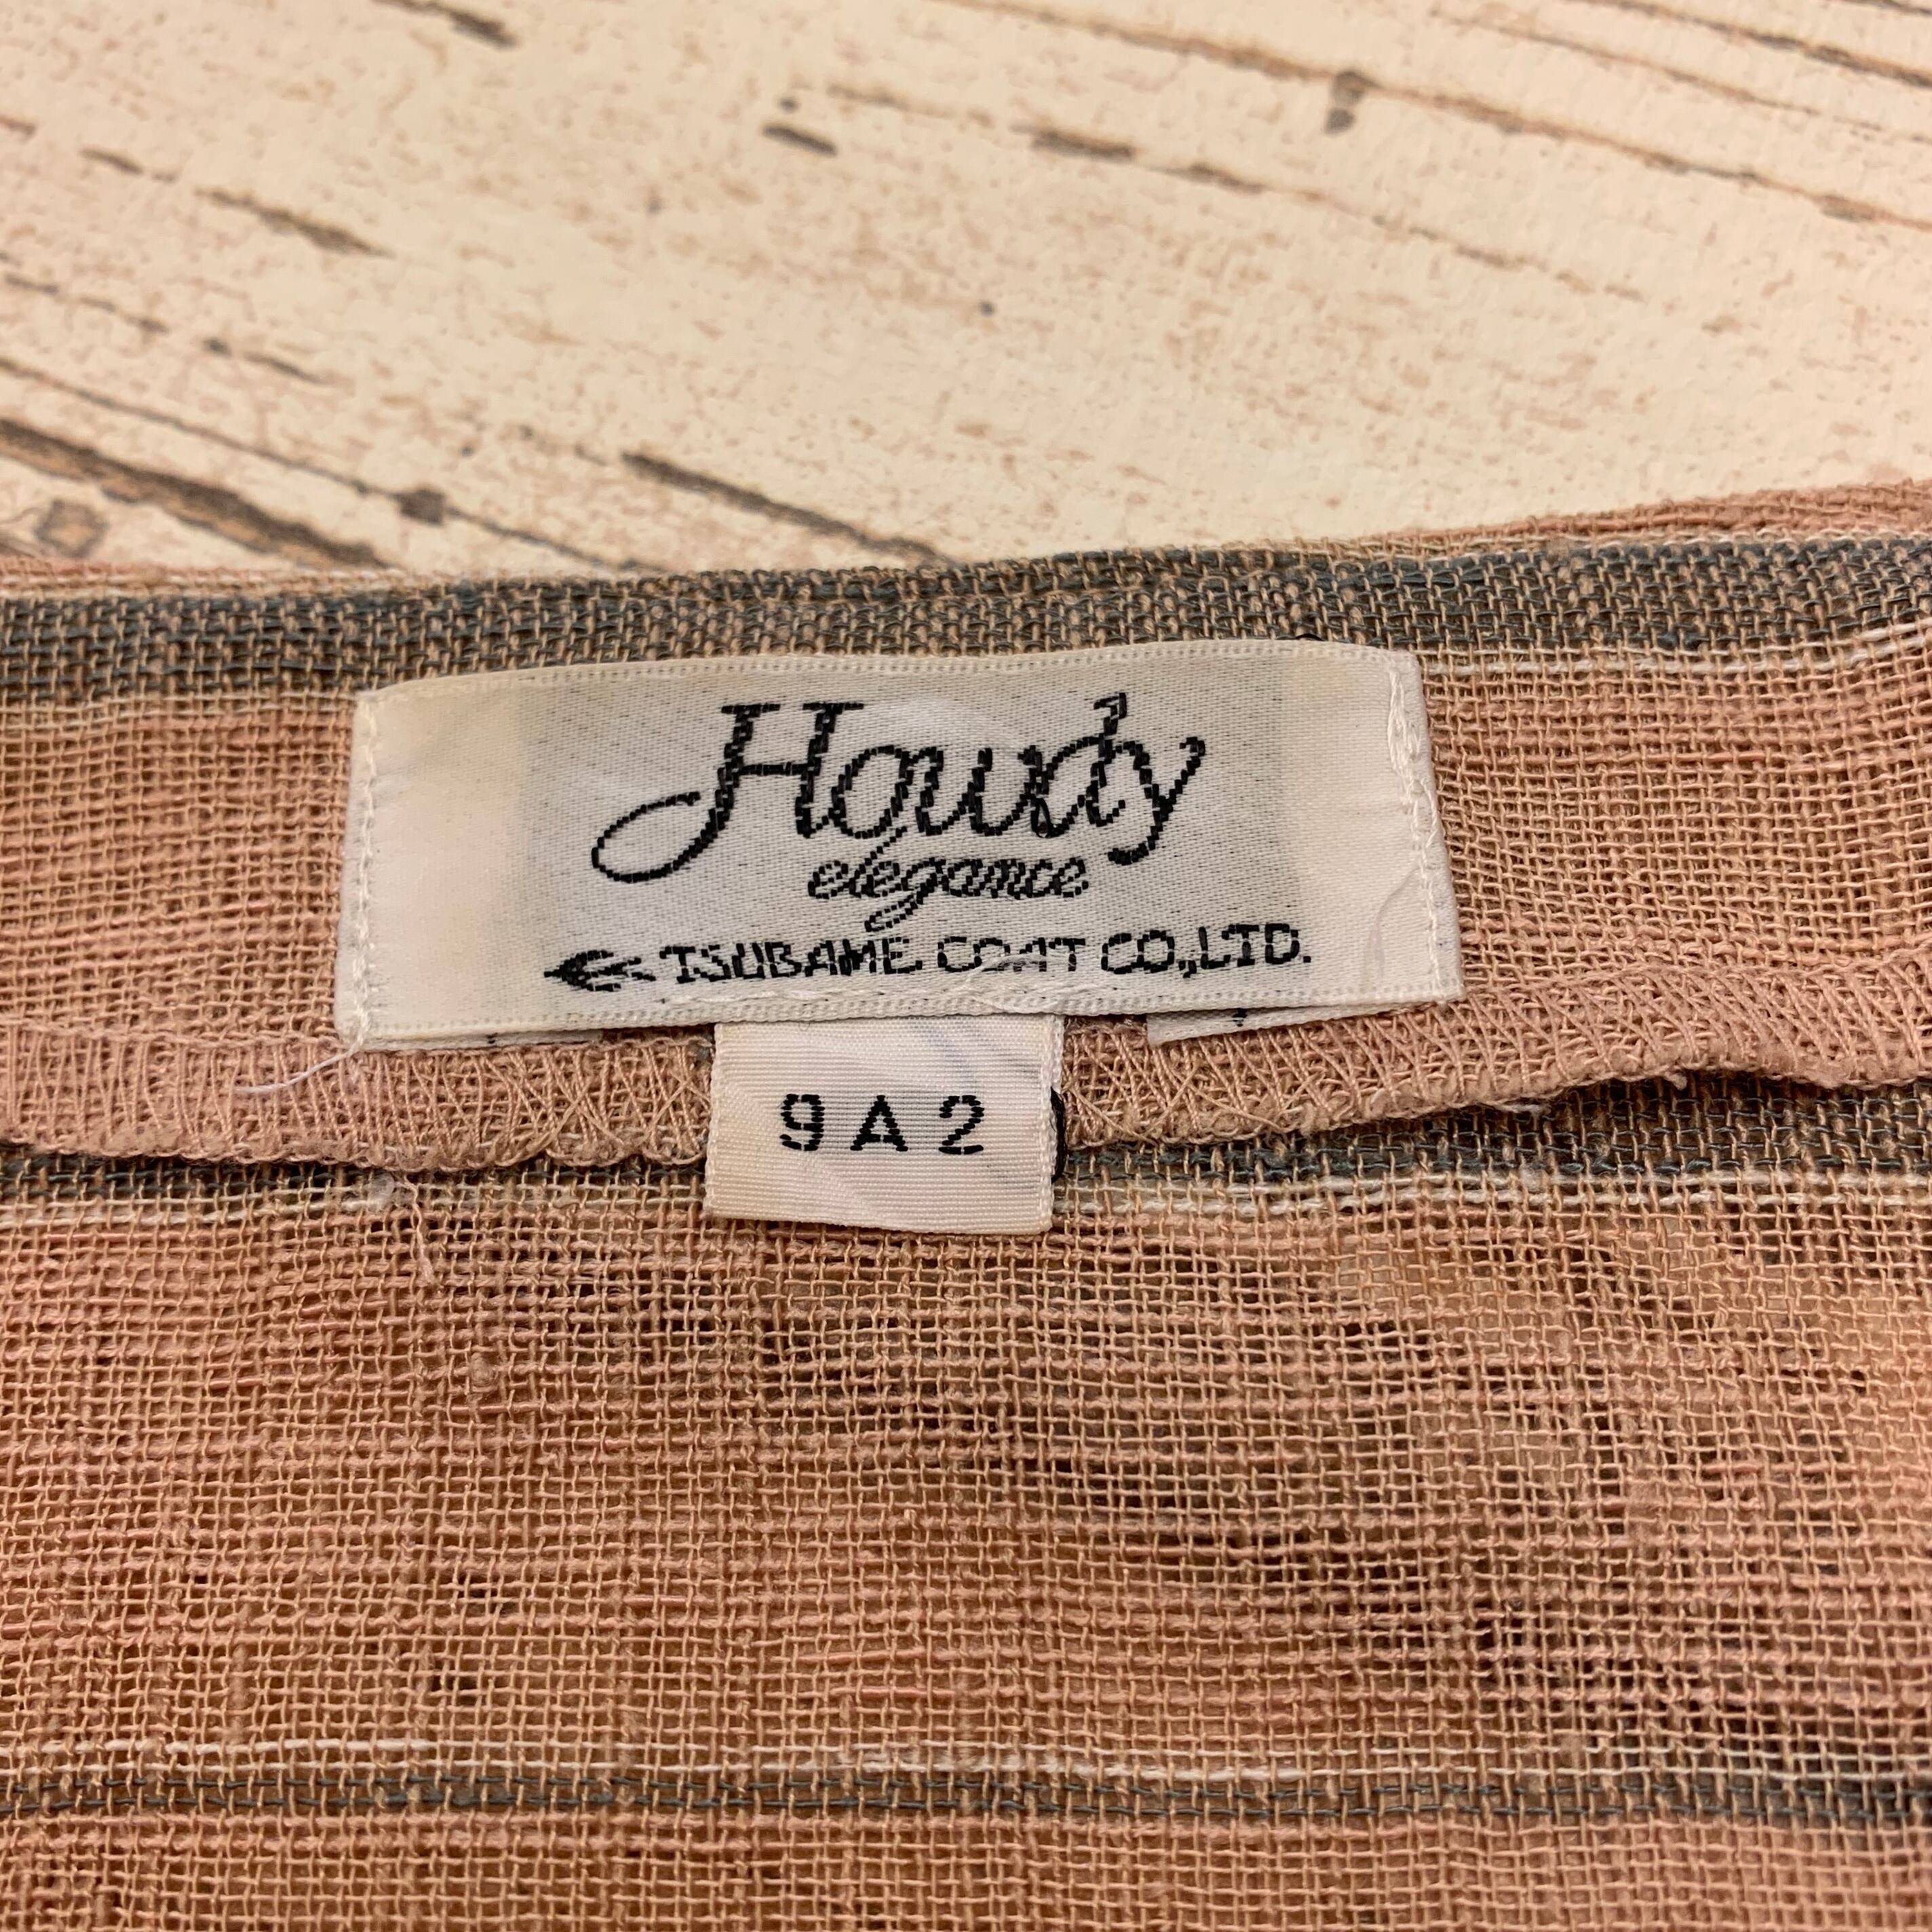 Howdy
elegance
TSUBAME COAT CO.,LTD.
9A2